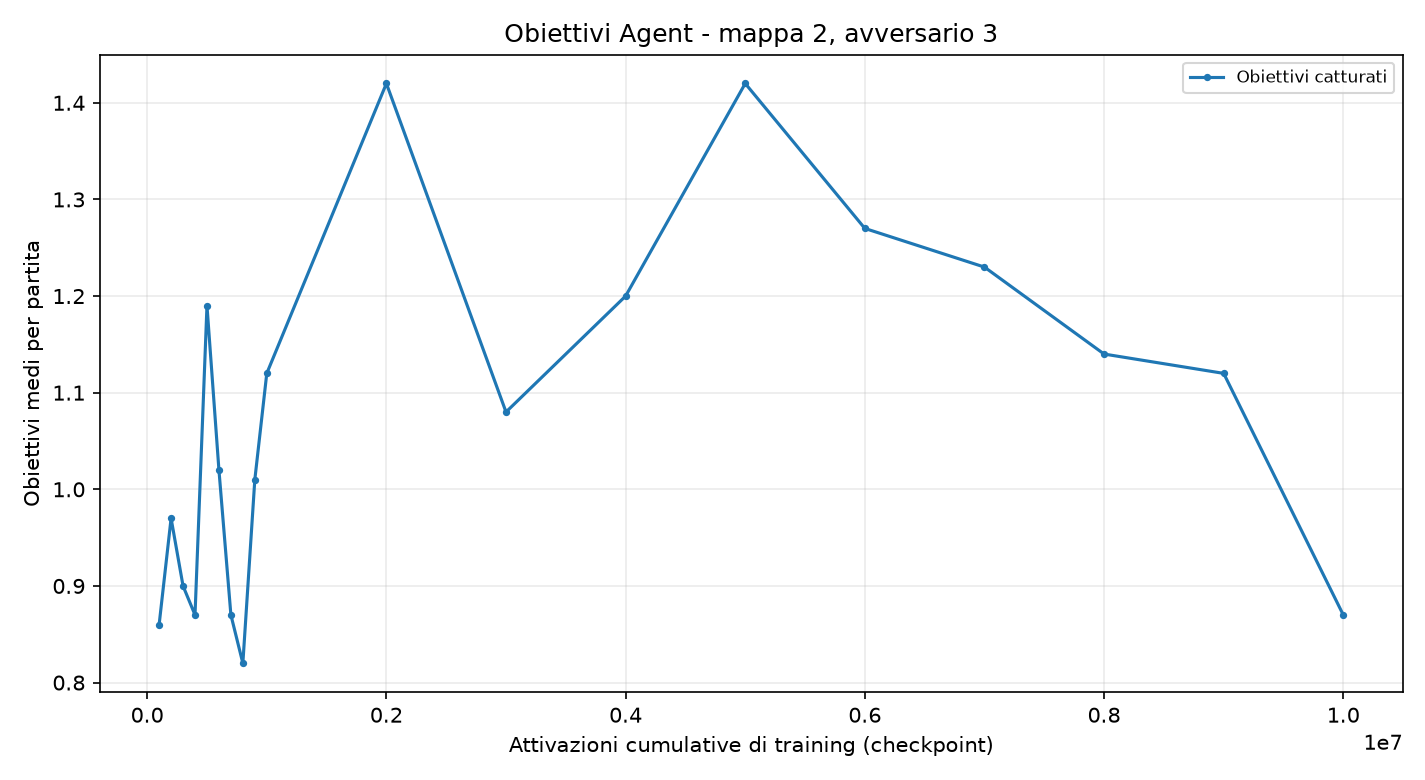 Obiettivi Agent - mappa 2, avversario 3
Obiettivi catturati
Obiettivi medi per partita
1.4
1.3
1.2
1.1
1.0
0.9
0.8
0.0 0.2 0.4 0.6 0.8 1.0
1e7
Attivazioni cumulative di training (checkpoint)